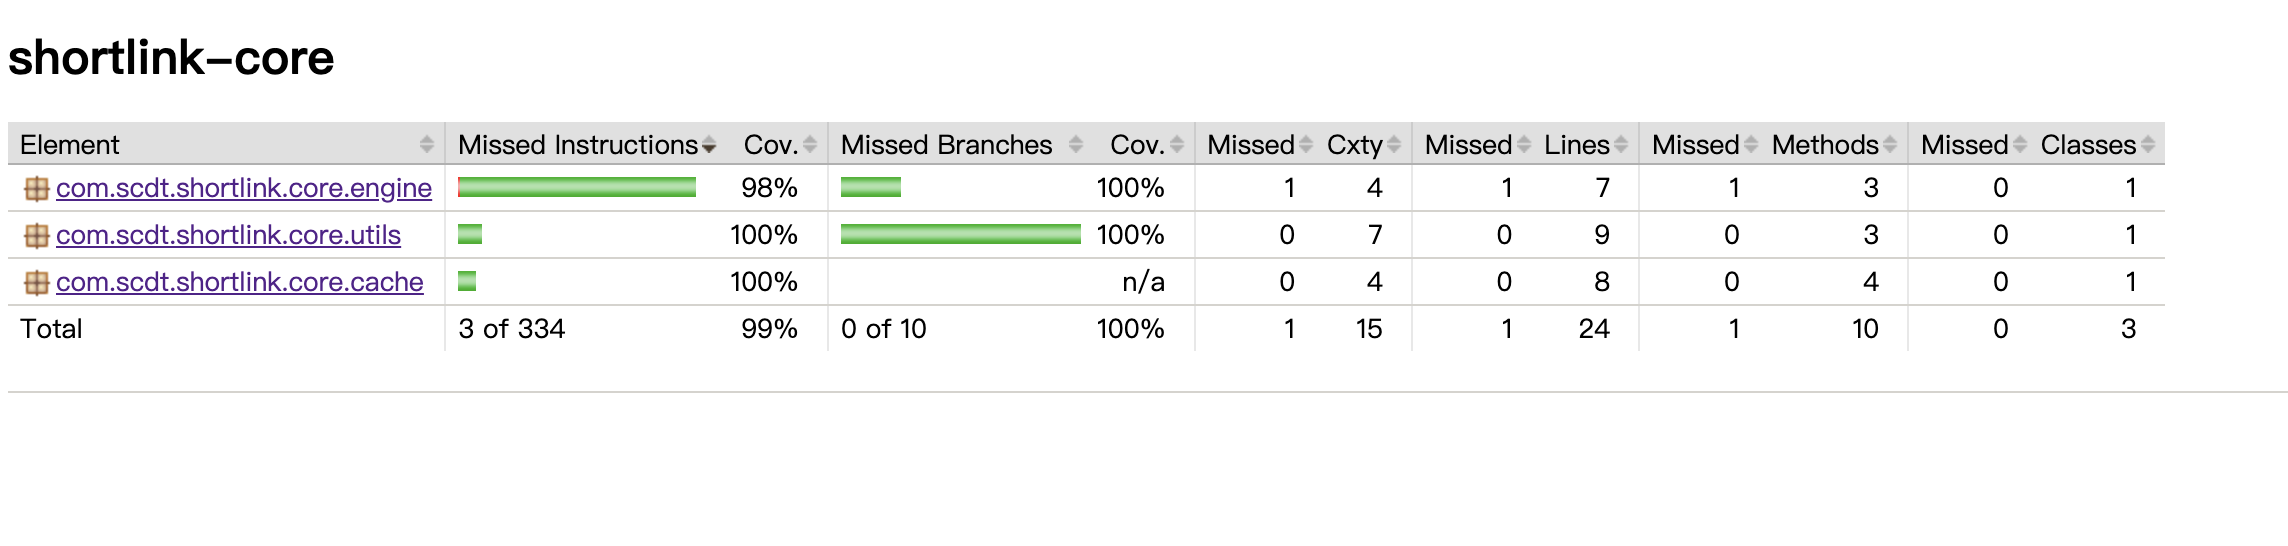 shortlink–core
Element Missed Instructions Cov. Missed Branches Cov. Missed Cxty Missed Lines Missed Methods Missed Classes
com.scdt.shortlink.core.engine 98% 100% 1 4 1 7 1 3 0 1
com.scdt.shortlink.core.utils 100% 100% 0 7 0 9 0 3 0 1
com.scdt.shortlink.core.cache 100% n/a 0 4 0 8 0 4 0 1
Total 3 of 334 99% 0 of 10 100% 1 15 1 24 1 10 0 3